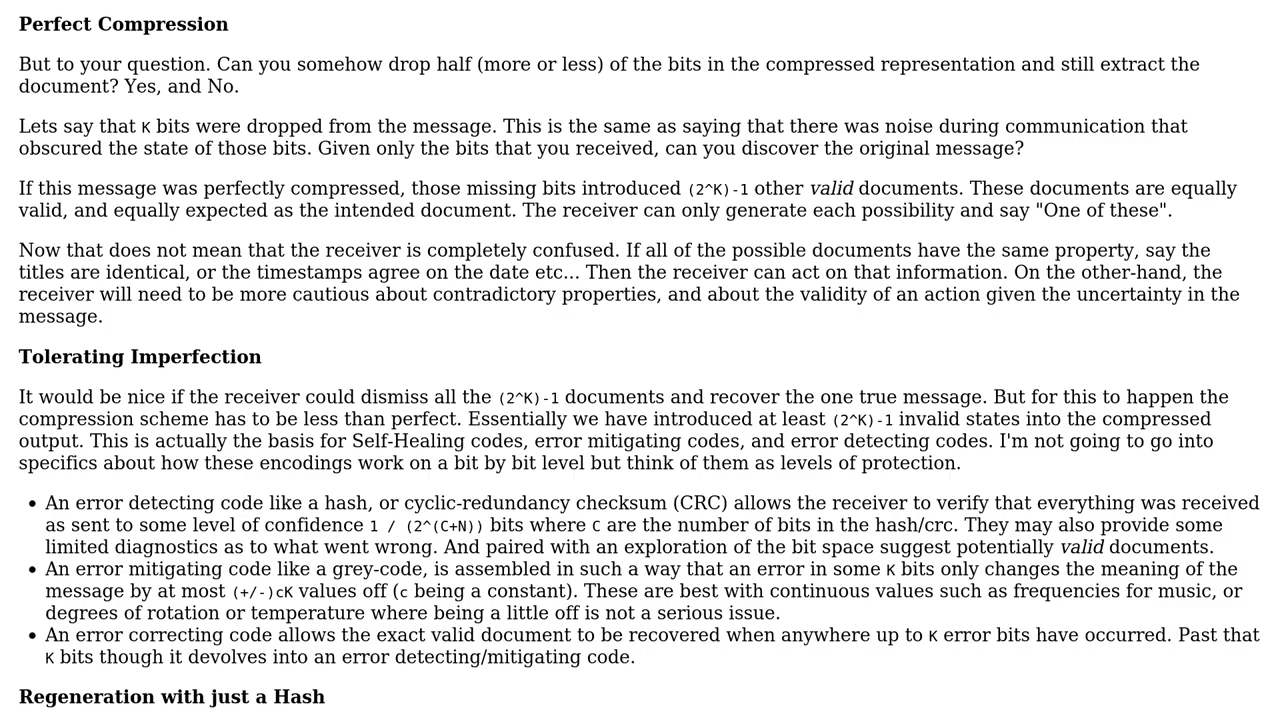 Perfect Compression
But to your question. Can you somehow drop half (more or less) of the bits in the compressed representation and still extract the
document? Yes, and No.
Lets say that K bits were dropped from the message. This is the same as saying that there was noise during communication that
obscured the state of those bits. Given only the bits that you received, can you discover the original message?
If this message was perfectly compressed, those missing bits introduced (2^K)-1 other valid documents. These documents are equally
valid, and equally expected as the intended document. The receiver can only generate each possibility and say "One of these".
Now that does not mean that the receiver is completely confused. If all of the possible documents have the same property, say the
titles are identical, or the timestamps agree on the date etc... Then the receiver can act on that information. On the other-hand, the
receiver will need to be more cautious about contradictory properties, and about the validity of an action given the uncertainty in the
message.
Tolerating Imperfection
It would be nice if the receiver could dismiss all the (2^K)-1 documents and recover the one true message. But for this to happen the
compression scheme has to be less than perfect. Essentially we have introduced at least (2^K)-1 invalid states into the compressed
output. This is actually the basis for Self-Healing codes, error mitigating codes, and error detecting codes. I'm not going to go into
specifics about how these encodings work on a bit by bit level but think of them as levels of protection.
• An error detecting code like a hash, or cyclic-redundancy checksum (CRC) allows the receiver to verify that everything was received
as sent to some level of confidence 1 / (2^(C+N)) bits where C are the number of bits in the hash/crc. They may also provide some
limited diagnostics as to what went wrong. And paired with an exploration of the bit space suggest potentially valid documents.
• An error mitigating code like a grey-code, is assembled in such a way that an error in some K bits only changes the meaning of the
message by at most (+/-)cK values off (c being a constant). These are best with continuous values such as frequencies for music, or
degrees of rotation or temperature where being a little off is not a serious issue.
• An error correcting code allows the exact valid document to be recovered when anywhere up to K error bits have occurred. Past that
K bits though it devolves into an error detecting/mitigating code.
Regeneration with just a Hash